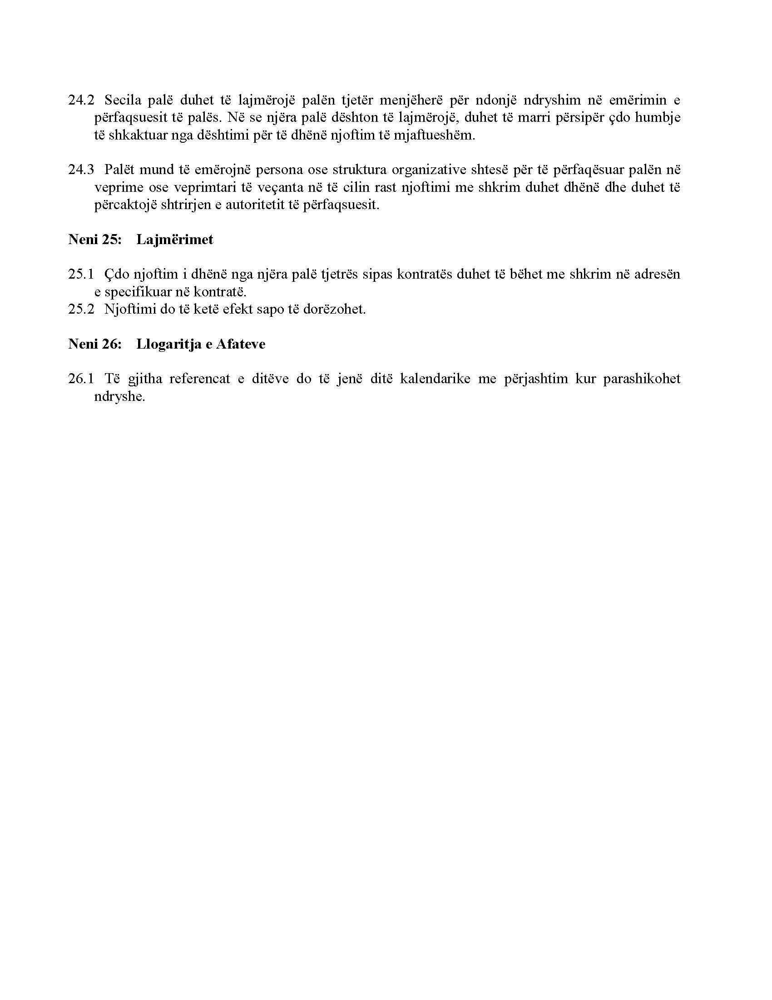 24.2 Secila palë duhet të lajmërojë palën tjetër menjëherë për ndonjë ndryshim në emërimin e
përfaqsuesit të palës. Në se njëra palë dështon të lajmërojë, duhet të marri përsipër çdo humbje
të shkaktuar nga dështimi për të dhënë njoftim të mjaftueshëm.
24.3 Palët mund të emërojnë persona ose struktura organizative shtesë për të përfaqësuar palën në
veprime ose veprimtari të veçanta në të cilin rast njoftimi me shkrim duhet dhënë dhe duhet të
përcaktojë shtrirjen e autoritetit të përfaqsuesit.
Neni 25: Lajmërimet
25.1 Çdo njoftim i dhënë nga njëra palë tjetrës sipas kontratës duhet të bëhet me shkrim në adresën
e specifikuar në kontratë.
25.2 Njoftimi do të ketë efekt sapo të dorëzohet.
Neni 26: Llogaritja e Afateve
26.1 Të gjitha referencat e ditëve do të jenë ditë kalendarike me përjashtim kur parashikohet
ndryshe.